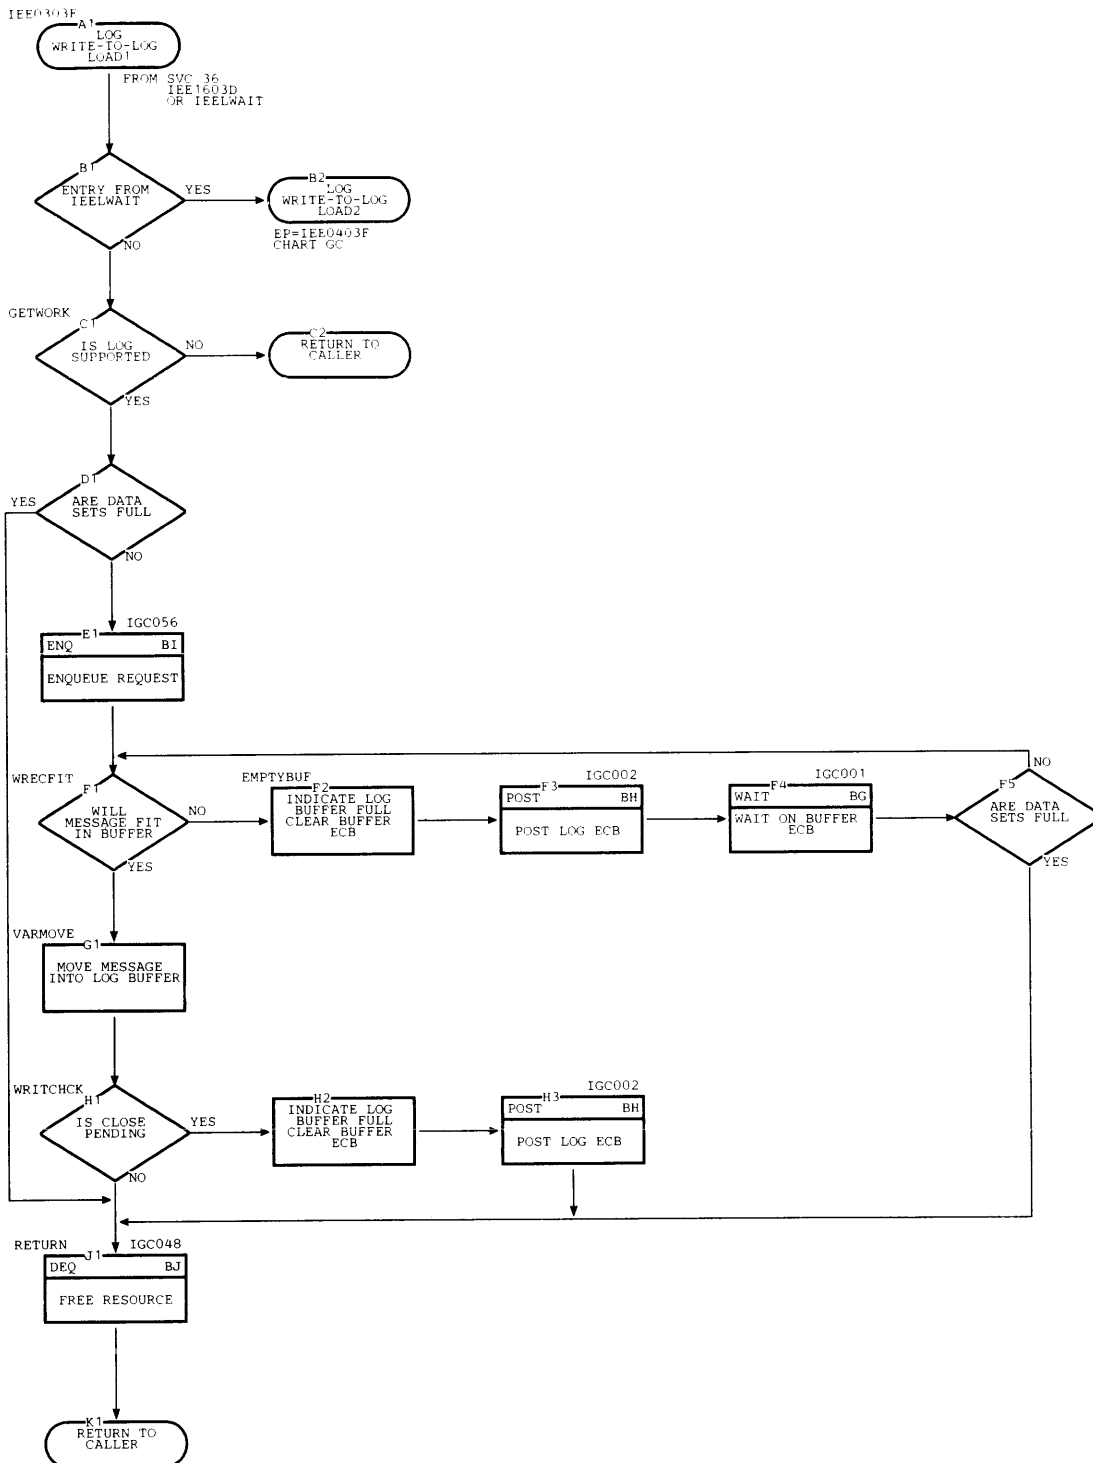 IEE0303F
A1
LOG
WRITE-TO-LOG
LOAD1
FROM SVC 36
IEE1603D
OR IEELWAIT
B1
ENTRY FROM
IEELWAIT
YES
NO
B2
LOG
WRITE-TO-LOG
LOAD2
EP=IEE0403F
CHART GC
GETWORK
C1
IS LOG
SUPPORTED
NO
YES
C2
RETURN TO
CALLER
D1
YES
ARE DATA
SETS FULL
NO
IGC056
E1
ENQ BI
ENQUEUE REQUEST
WRECFIT
F1
WILL
MESSAGE FIT
IN BUFFER
NO
YES
EMPTYBUF
F2
INDICATE LOG
BUFFER FULL
CLEAR BUFFER
ECB
IGC002
F3
POST BH
POST LOG ECB
IGC001
F4
WAIT BG
WAIT ON BUFFER
ECB
NO
F5
ARE DATA
SETS FULL
YES
VARMOVE
G1
MOVE MESSAGE
INTO LOG BUFFER
WRITCHCK
H1
IS CLOSE
PENDING
YES
NO
H2
INDICATE LOG
BUFFER FULL
CLEAR BUFFER
ECB
IGC002
H3
POST BH
POST LOG ECB
RETURN
IGC048
J1
DEQ BJ
FREE RESOURCE
K1
RETURN TO
CALLER